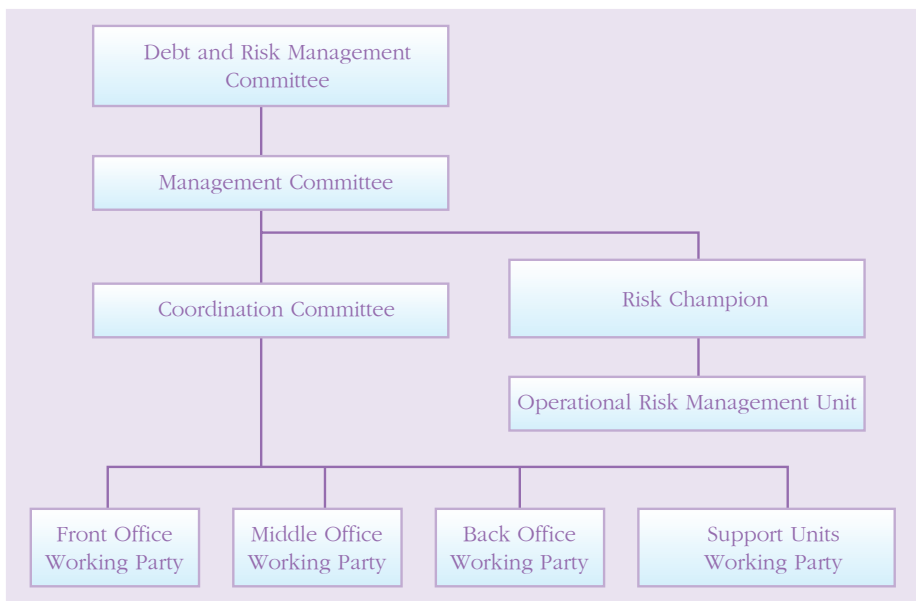 Debt and Risk Management
Committee
Management Committee
Coordination Committee
Risk Champion
Operational Risk Management Unit
Front Office
Working Party
Middle Office
Working Party
Back Office
Working Party
Support Units
Working Party